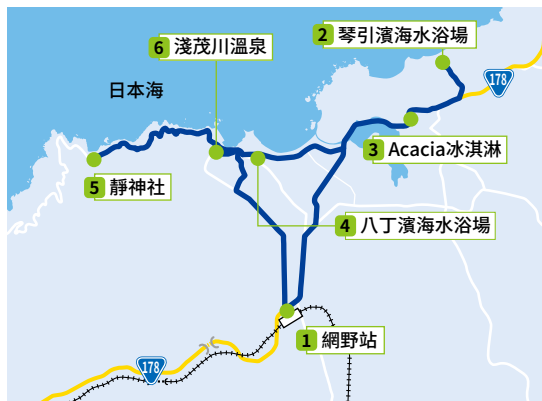 2 琴引濱海水浴場
6 淺茂川溫泉
178
日本海
3 Acacia冰淇淋
5 靜神社
4 八丁濱海水浴場
1 網野站
178